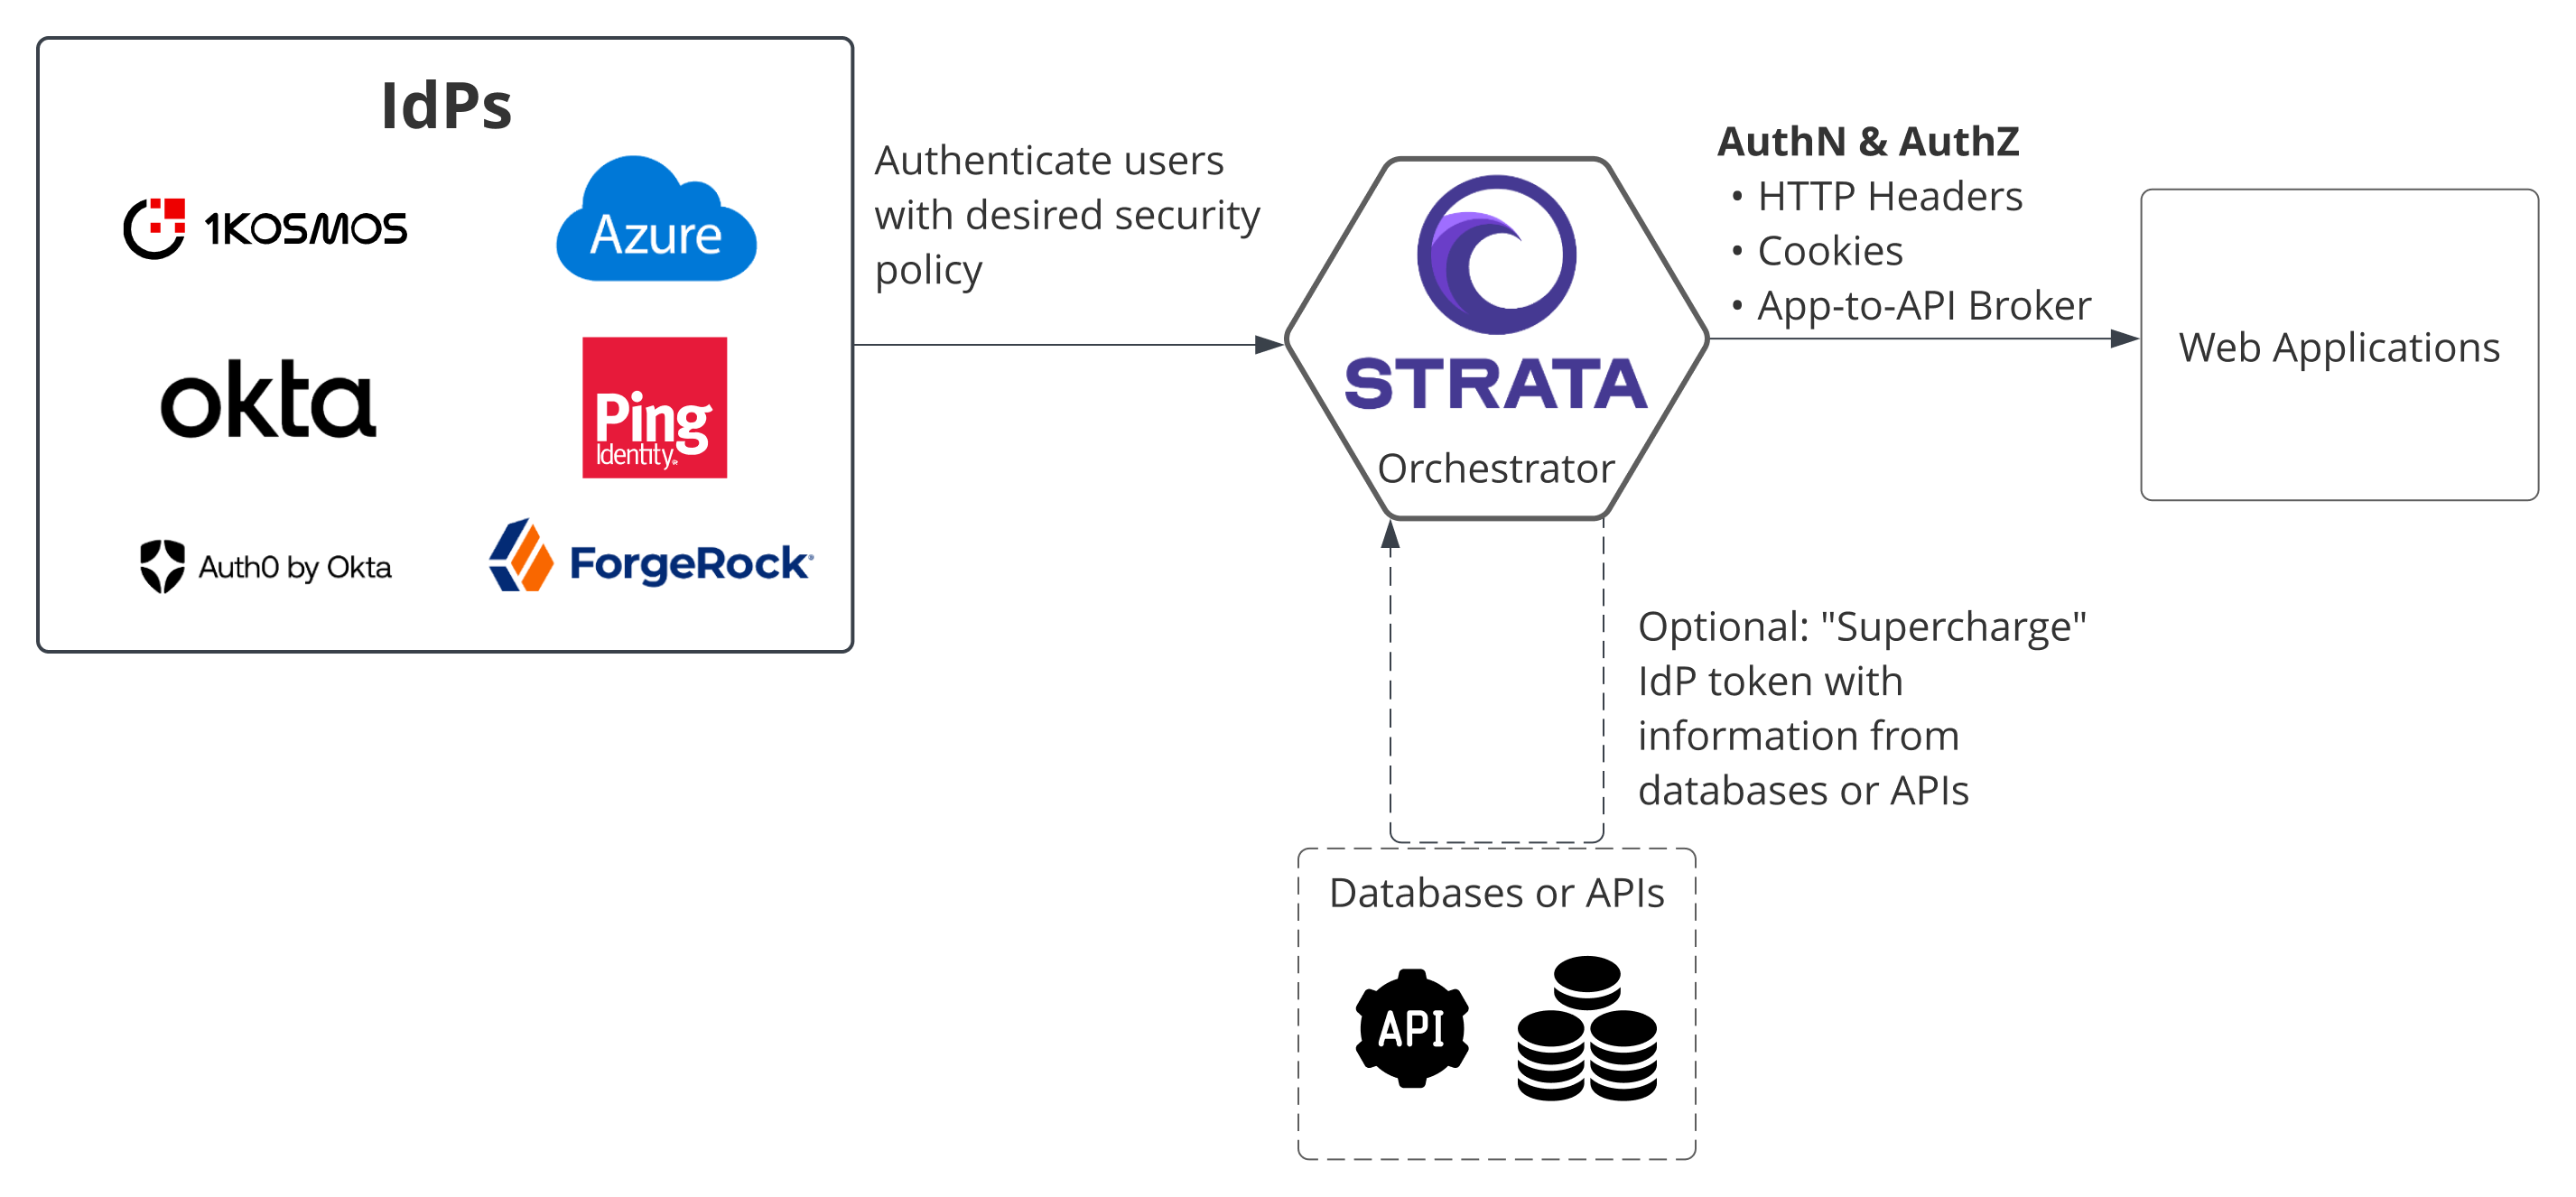 IdPs
1KOSMOS
Azure
okta
Ping
Identity®
Auth0 by Okta
ForgeRock®
Authenticate users
with desired security
policy
STRATA
Orchestrator
AuthN & AuthZ
• HTTP Headers
• Cookies
• App-to-API Broker
Web Applications
Optional: "Supercharge"
IdP token with
information from
databases or APIs
Databases or APIs
API